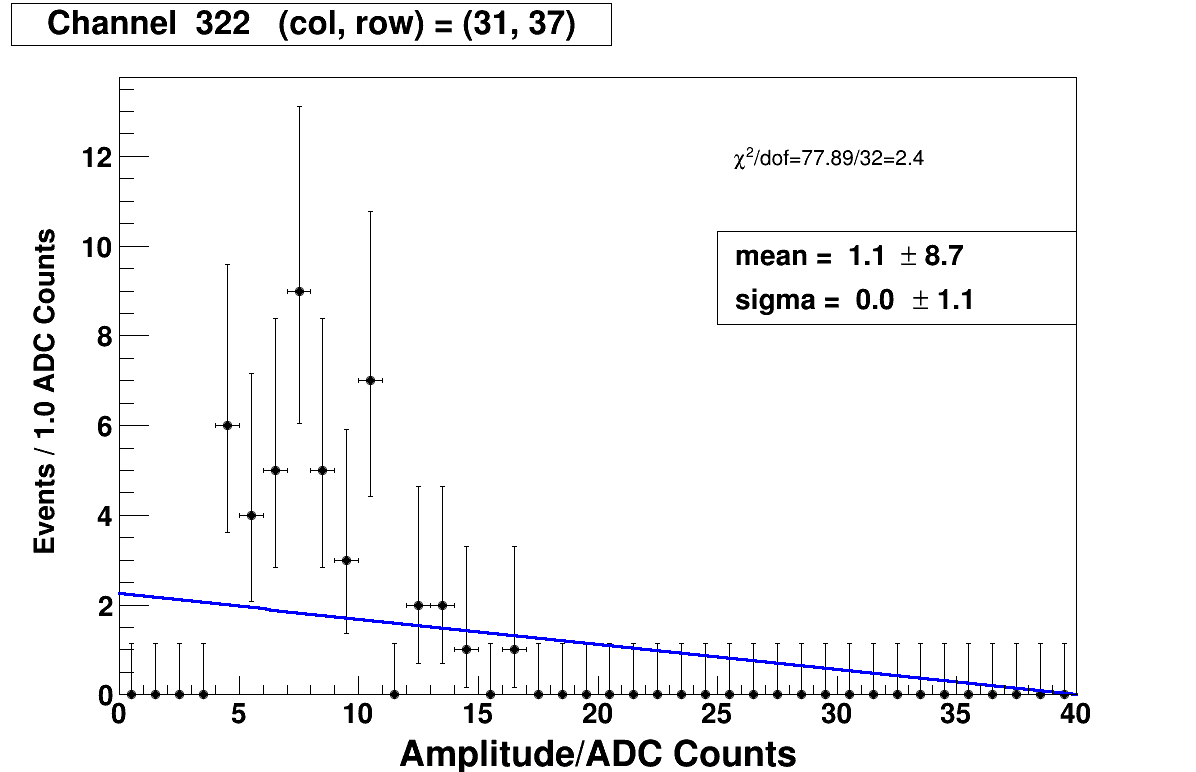 Channel 322 (col, row) = (31, 37)
χ²/dof=77.89/32=2.4
mean = 1.1 ± 8.7
sigma = 0.0 ± 1.1
Events / 1.0 ADC Counts
12
10
8
6
4
2
0
0 5 10 15 20 25 30 35 40
Amplitude/ADC Counts